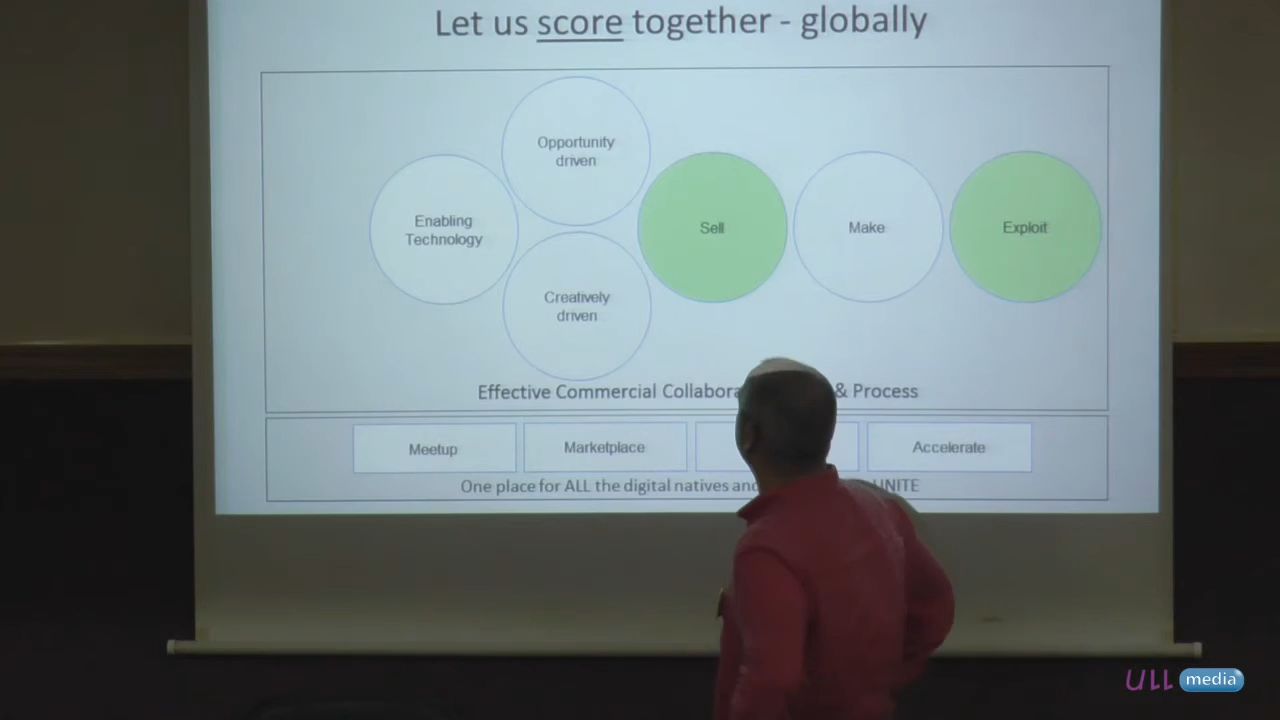 Let us score together - globally
Opportunity
driven
Enabling
Technology
Sell
Make
Exploit
Creatively
driven
Effective Commercial & Process
Meetup
Marketplace
Accelerate
One place for ALL the digital natives and UNITE
ULL media